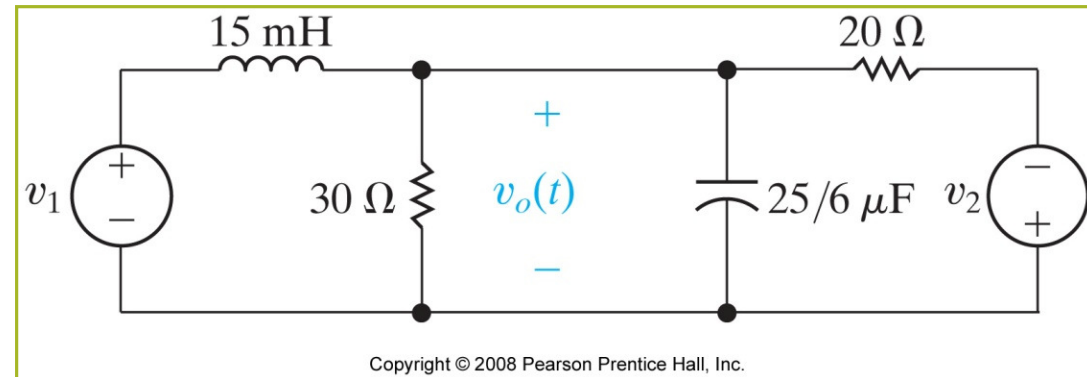 15 mH
20 Ω
+
+
−
v₁
30 Ω
vₒ(t)
25/6 μF
v₂
−
+
−
Copyright © 2008 Pearson Prentice Hall, Inc.